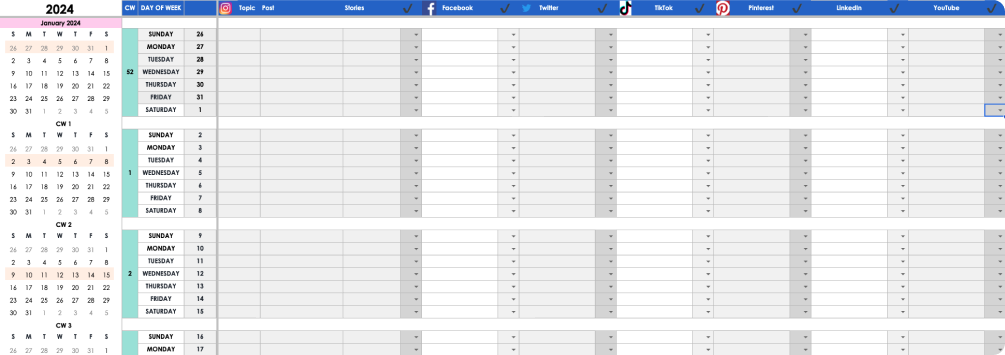 2024 CW DAY OF WEEK Topic Post Stories Facebook Twitter TikTok Pinterest LinkedIn YouTube
January 2024
S M T W T F S
26 27 28 29 30 31 1
2 3 4 5 6 7 8
9 10 11 12 13 14 15
16 17 18 19 20 21 22
23 24 25 26 27 28 29
30 31 1 2 3 4 5
CW 1
S M T W T F S
26 27 28 29 30 31 1
2 3 4 5 6 7 8
9 10 11 12 13 14 15
16 17 18 19 20 21 22
23 24 25 26 27 28 29
30 31 1 2 3 4 5
CW 2
S M T W T F S
26 27 28 29 30 31 1
2 3 4 5 6 7 8
9 10 11 12 13 14 15
16 17 18 19 20 21 22
23 24 25 26 27 28 29
30 31 1 2 3 4 5
CW 3
S M T W T F S
26 27 28 29 30 31 1
52
SUNDAY 26
MONDAY 27
TUESDAY 28
WEDNESDAY 29
THURSDAY 30
FRIDAY 31
SATURDAY 1
1
SUNDAY 2
MONDAY 3
TUESDAY 4
WEDNESDAY 5
THURSDAY 6
FRIDAY 7
SATURDAY 8
2
SUNDAY 9
MONDAY 10
TUESDAY 11
WEDNESDAY 12
THURSDAY 13
FRIDAY 14
SATURDAY 15
SUNDAY 16
MONDAY 17